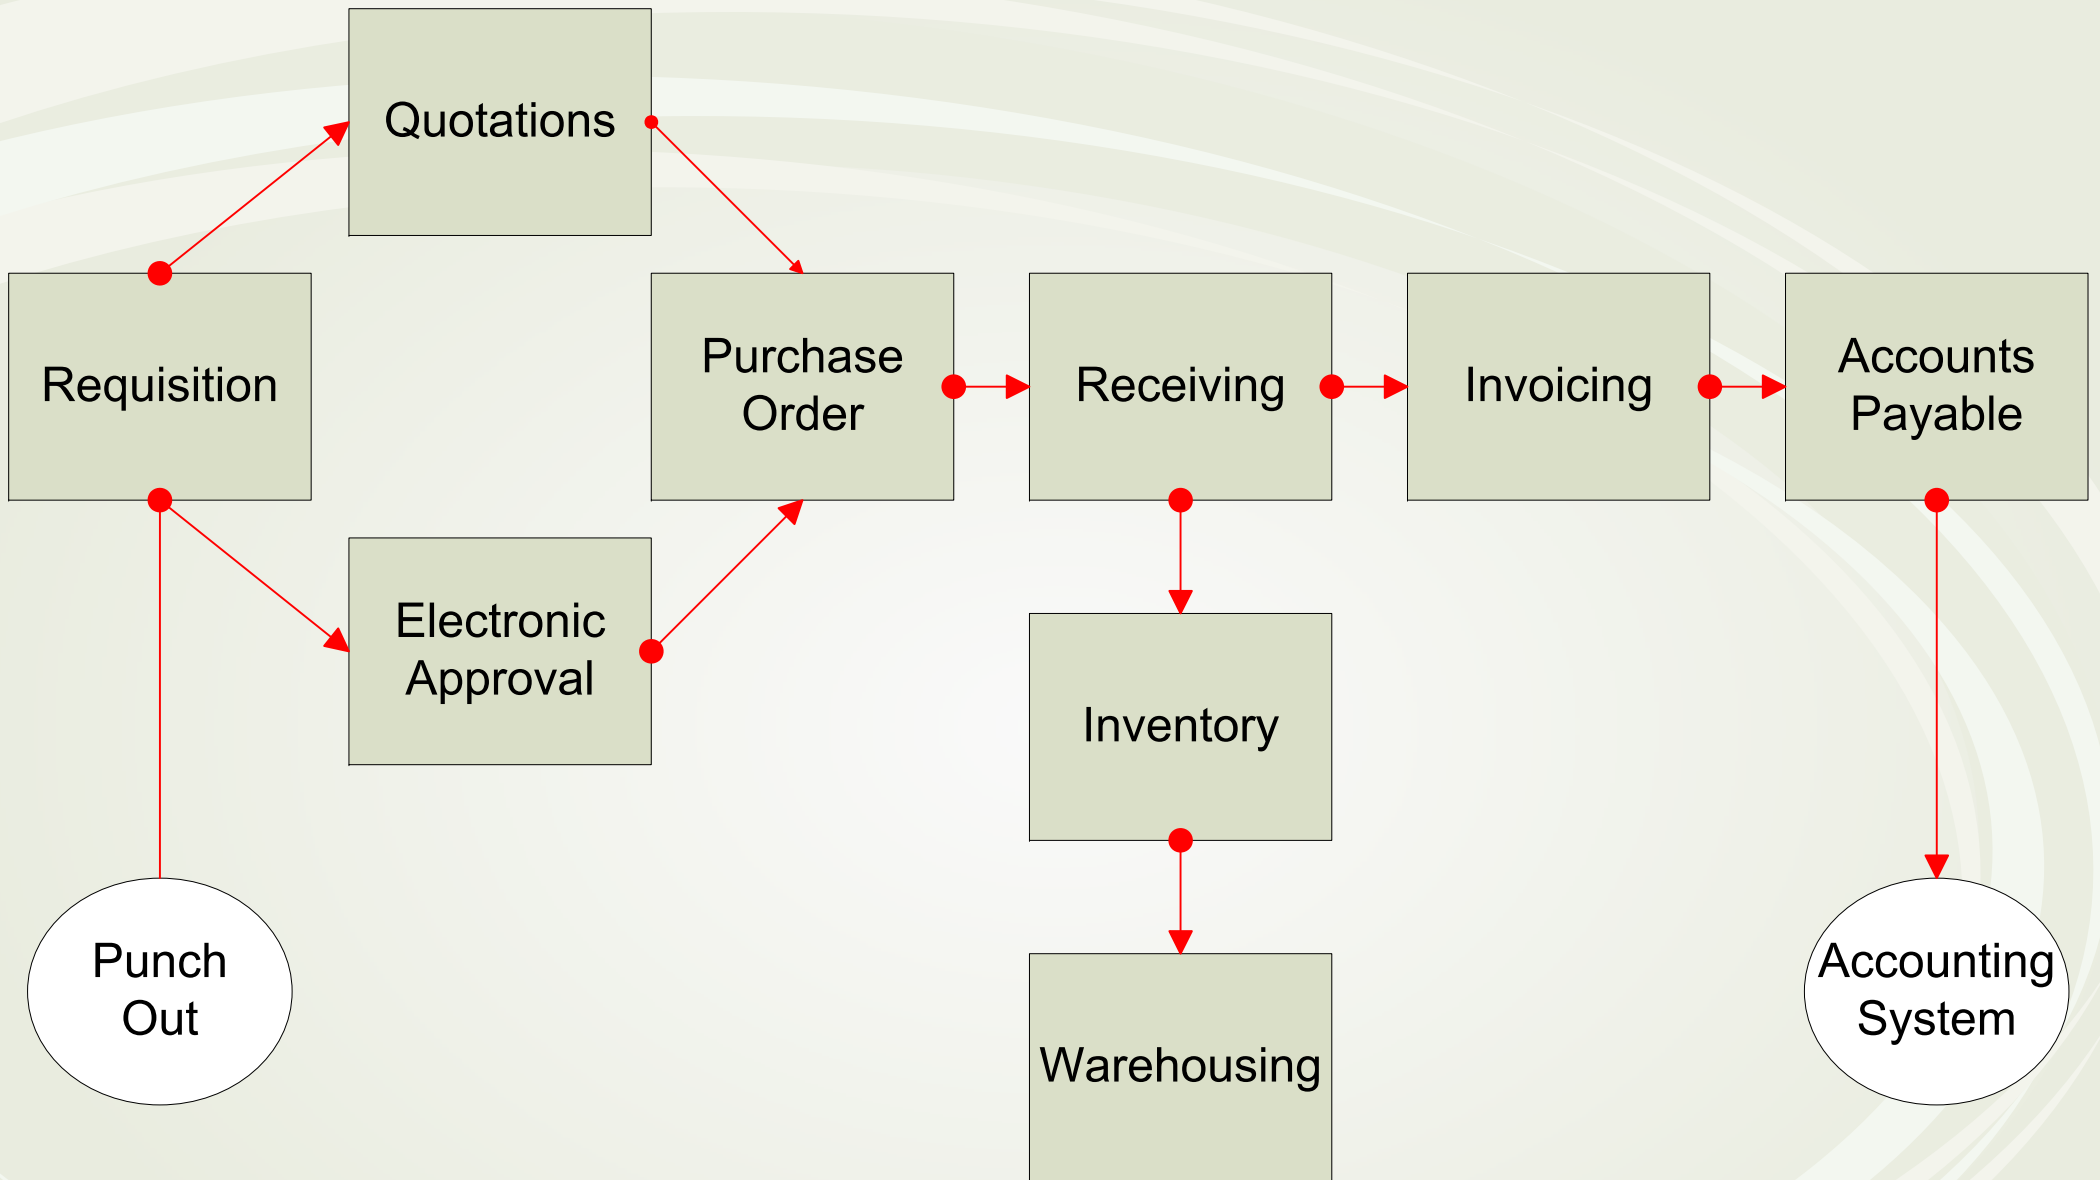 Quotations
Requisition
Purchase
Order
Receiving
Invoicing
Accounts
Payable
Electronic
Approval
Inventory
Punch
Out
Accounting
System
Warehousing